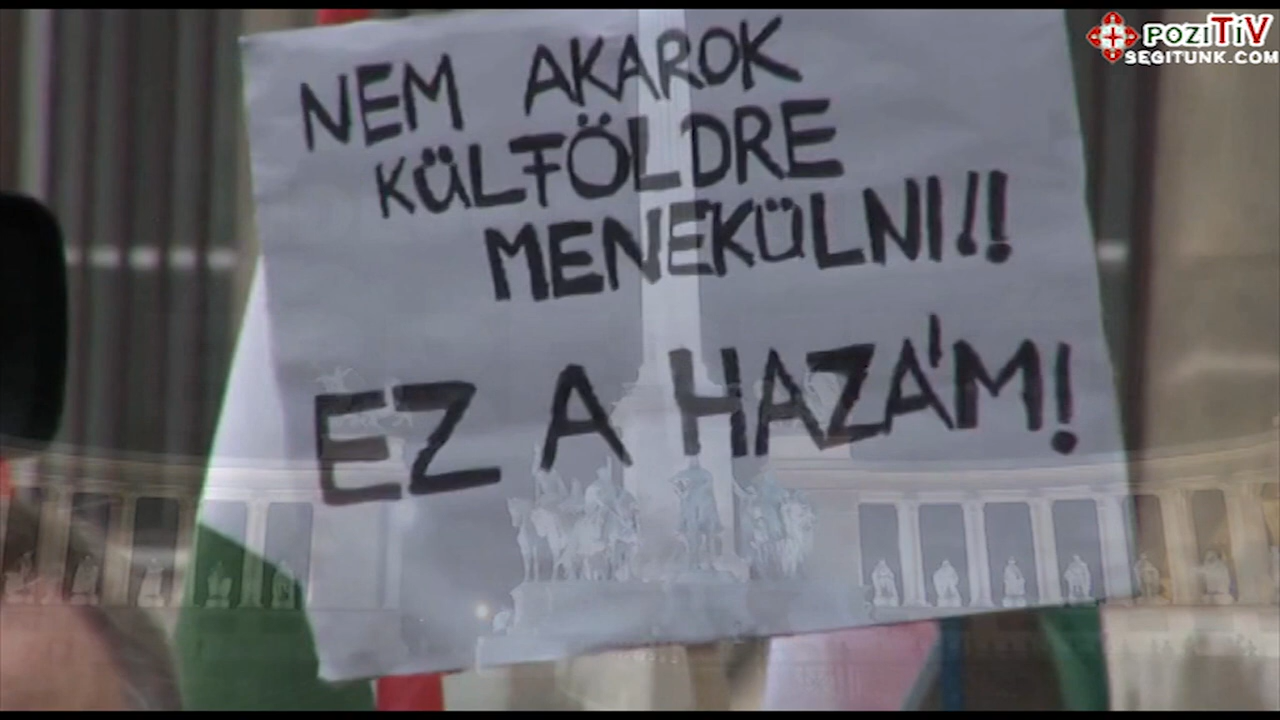 NEM AKAROK
KÜLFÖLDRE
MENEKÜLNI!!
EZ A HAZÁM!
POZITiV
SEGITUNK.COM